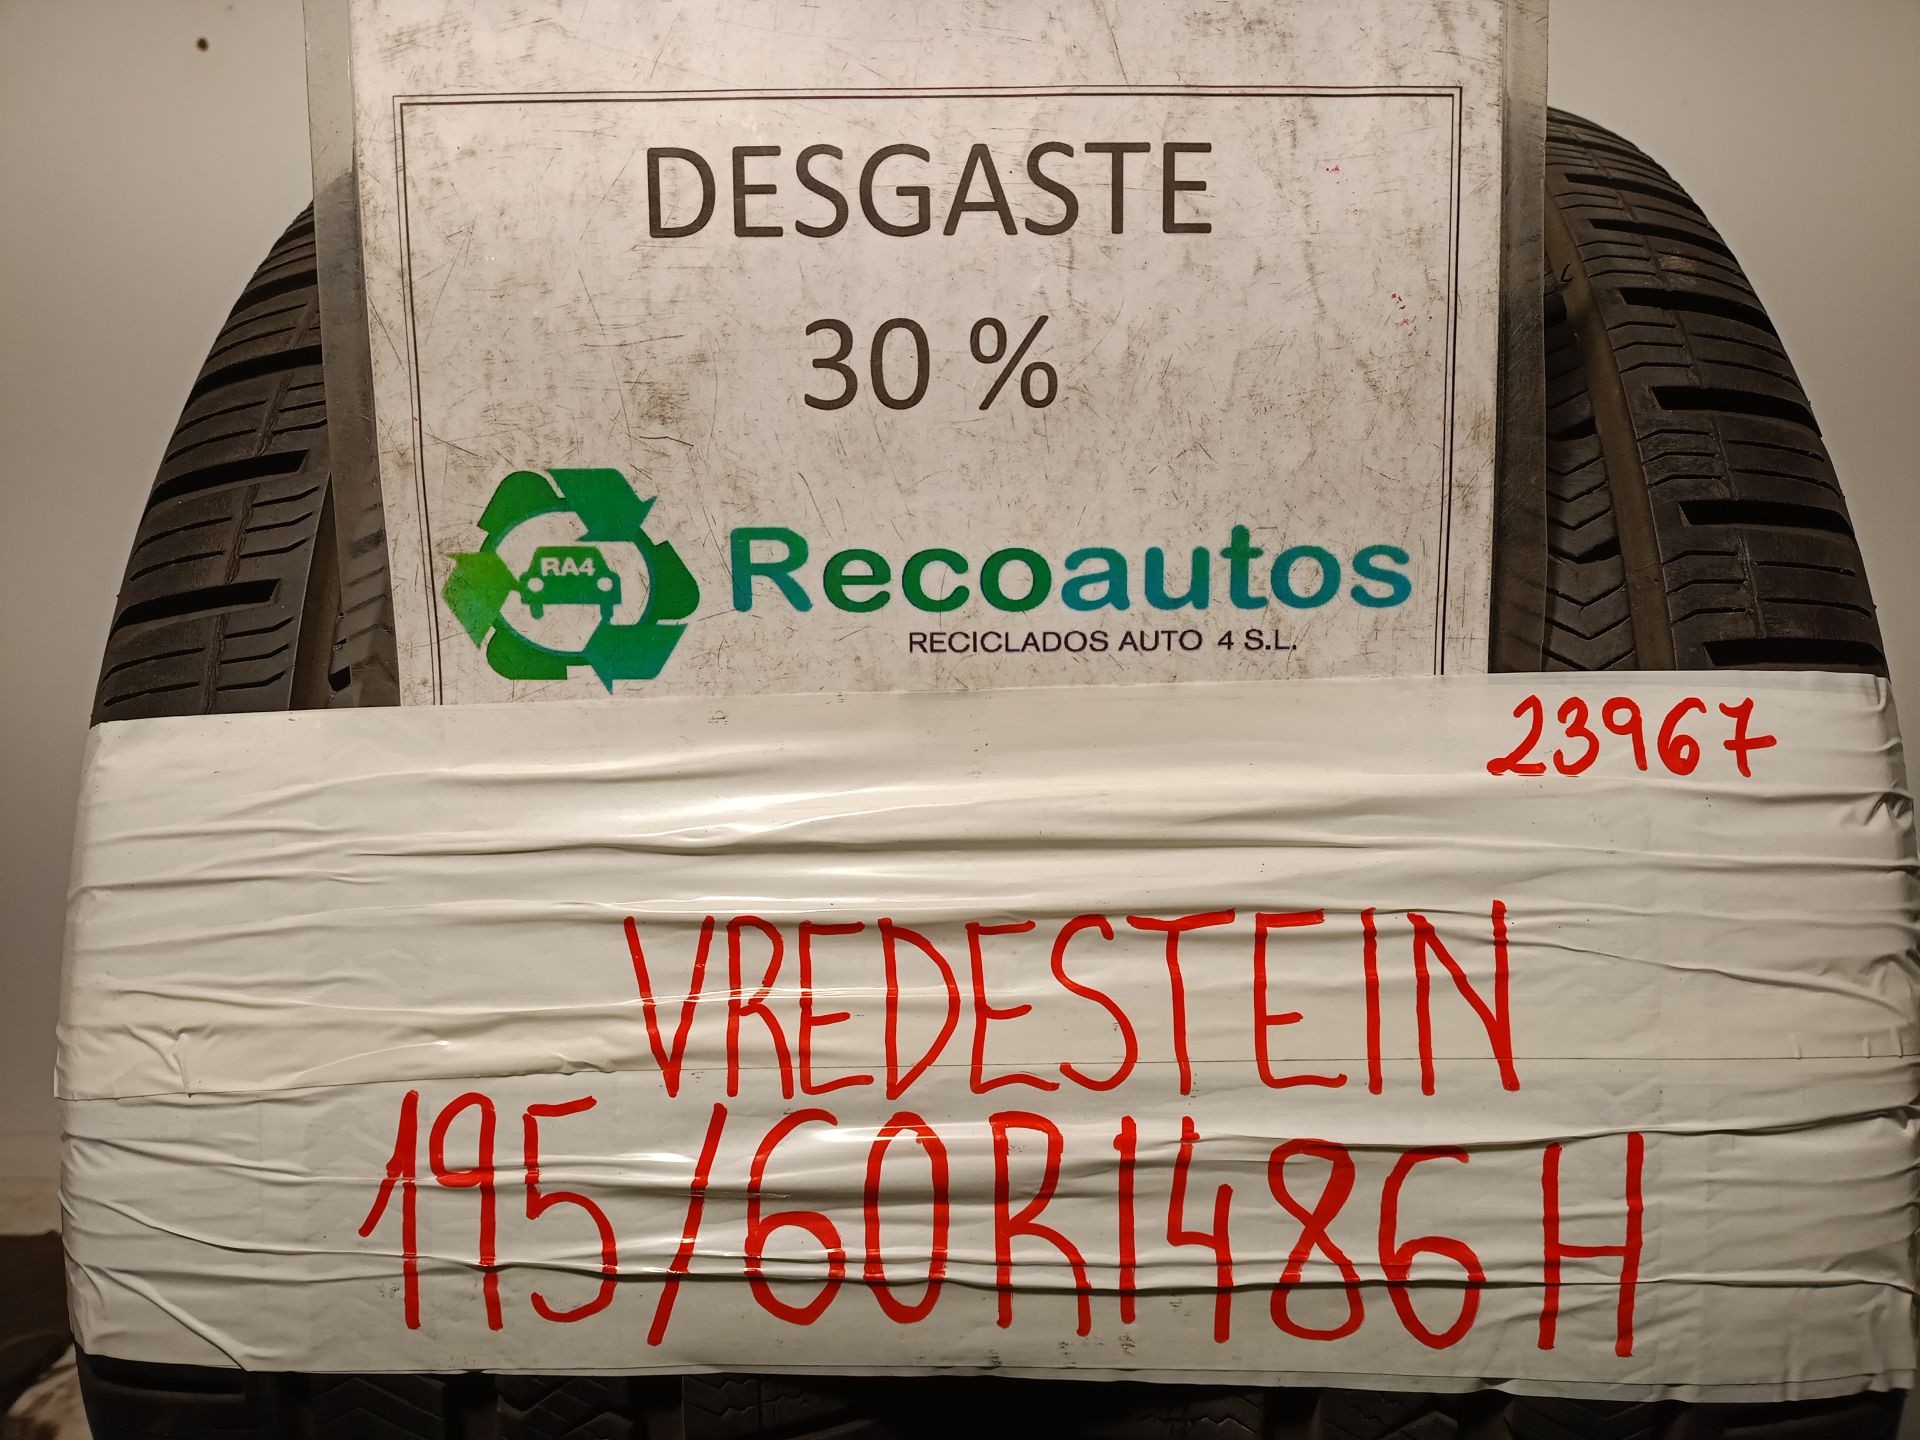 DESGASTE
30 %
RA4
Recoautos
RECICLADOS AUTO 4 S.L.
23967
VREDESTEIN
195/60R1486H